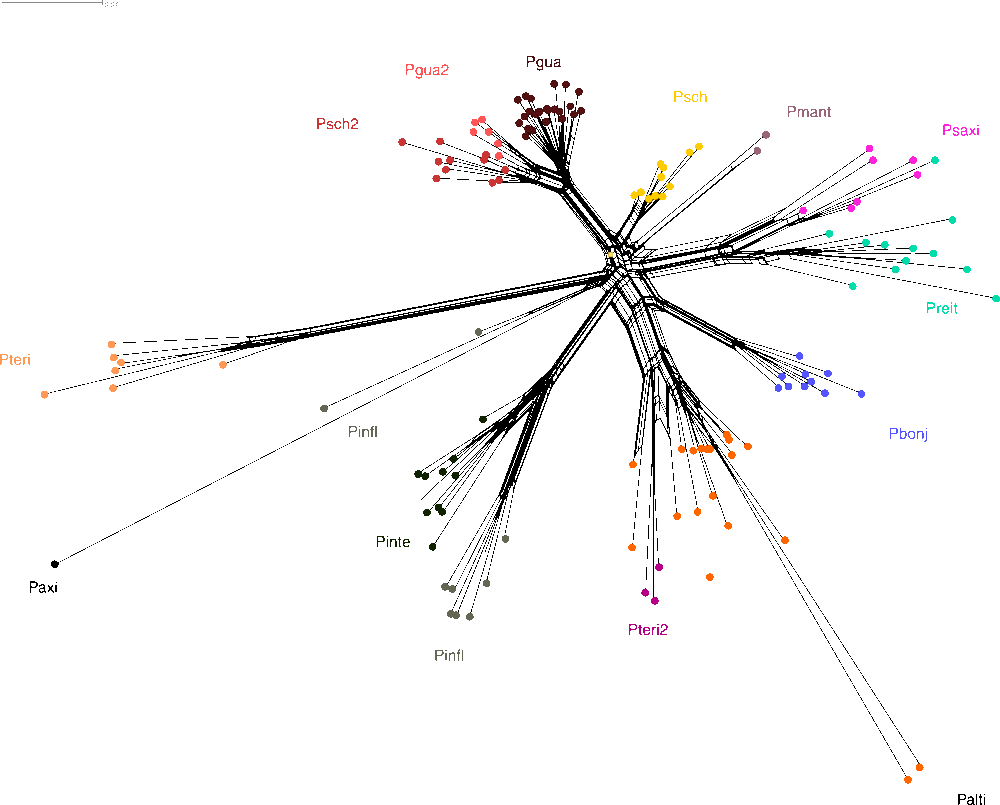 Pgua
Pgua2
Psch
Pmant
Psch2
Psaxi
Preit
Pteri
Pinfl
Pbonj
Pinte
Paxi
Pteri2
Pinfl
Palti